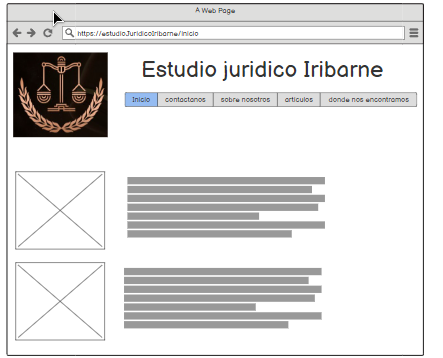 A Web Page
https://estudioJuridicoIribarne/inicio
Estudio juridico Iribarne
Inicio contactanos sobre nosotros articulos donde nos encontramos